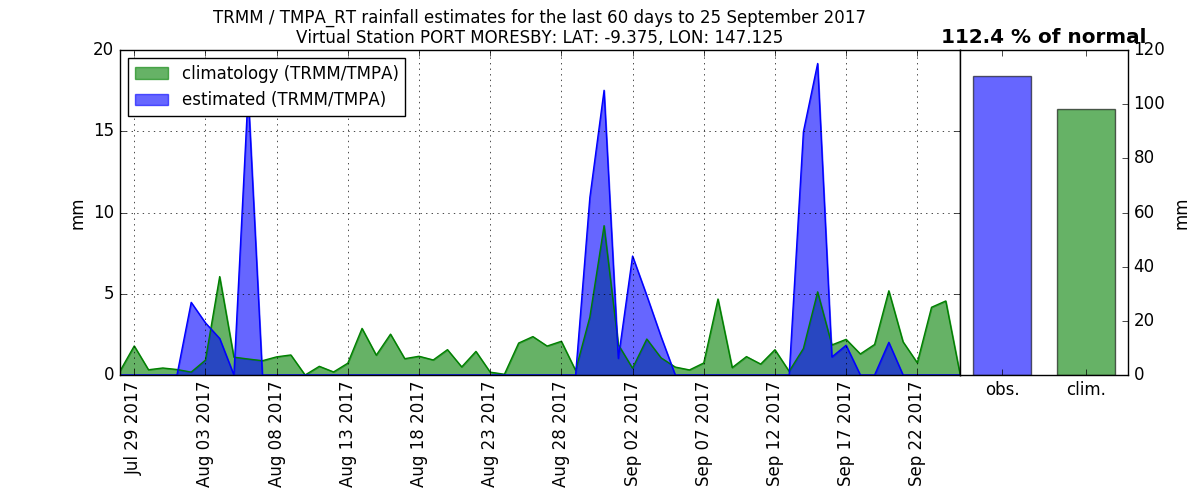 TRMM / TMPA_RT rainfall estimates for the last 60 days to 25 September 2017
Virtual Station PORT MORESBY: LAT: -9.375, LON: 147.125
112.4 % of normal
climatology (TRMM/TMPA)
estimated (TRMM/TMPA)
mm
20
15
10
5
0
Jul 29 2017
Aug 03 2017
Aug 08 2017
Aug 13 2017
Aug 18 2017
Aug 23 2017
Aug 28 2017
Sep 02 2017
Sep 07 2017
Sep 12 2017
Sep 17 2017
Sep 22 2017
obs.
clim.
120
100
80
60
40
20
0
mm